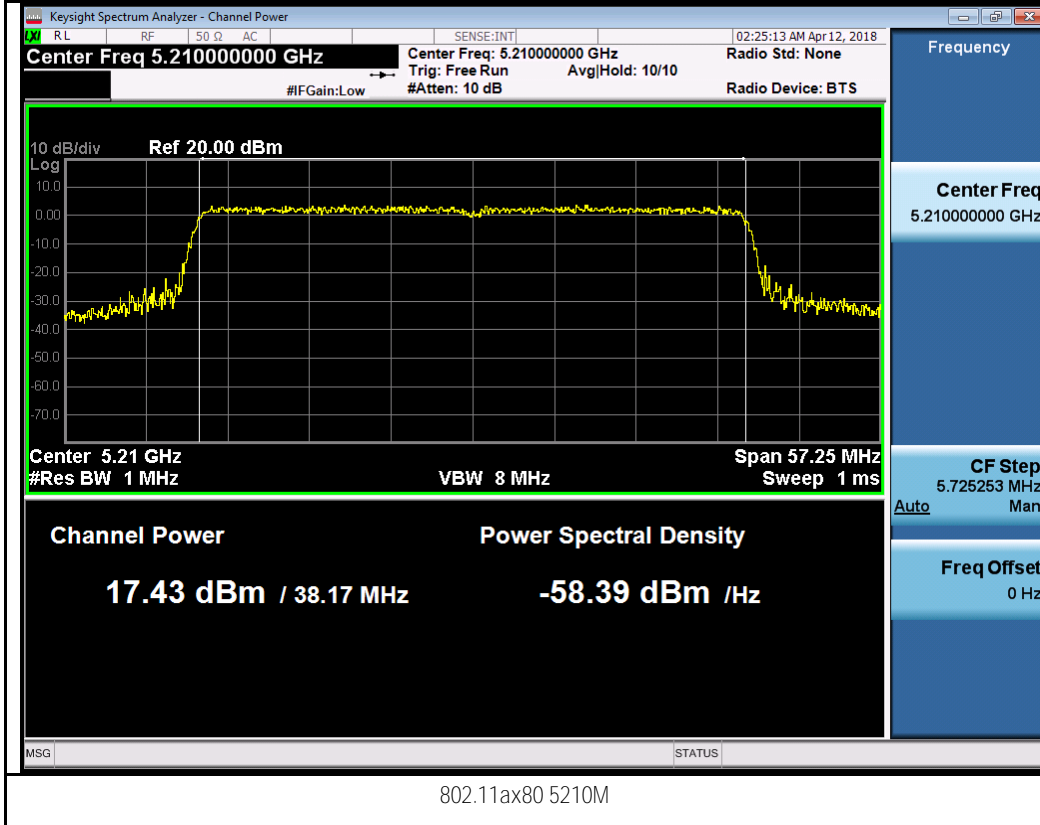 Keysight Spectrum Analyzer - Channel Power
LXI RL RF 50 Ω AC SENSE:INT 02:25:13 AM Apr 12, 2018
Center Freq 5.210000000 GHz
#IFGain:Low
Center Freq: 5.210000000 GHz
Trig: Free Run Avg|Hold: 10/10
#Atten: 10 dB
Radio Std: None
Radio Device: BTS
10 dB/div Ref 20.00 dBm
Log
10.0
0.00
-10.0
-20.0
-30.0
-40.0
-50.0
-60.0
-70.0
Center 5.21 GHz Span 57.25 MHz
#Res BW 1 MHz VBW 8 MHz Sweep 1 ms
Channel Power Power Spectral Density
17.43 dBm / 38.17 MHz -58.39 dBm /Hz
MSG STATUS
Frequency
Center Freq
5.210000000 GHz
CF Step
5.725253 MHz
Auto Man
Freq Offset
0 Hz
802.11ax80 5210M